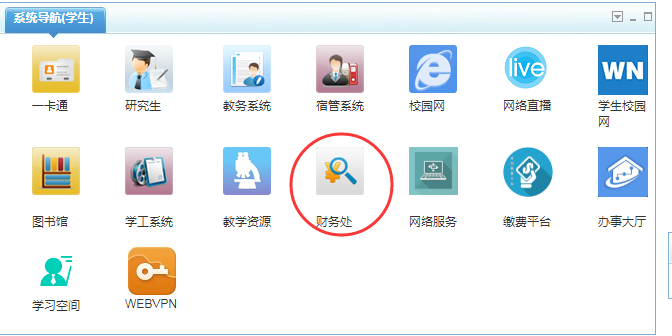 系统导航(学生)
live
WN
一卡通
研究生
教务系统
宿管系统
校园网
网络直播
学生校园
网
图书馆
学工系统
教学资源
财务处
网络服务
缴费平台
办事大厅
学习空间
WEBVPN